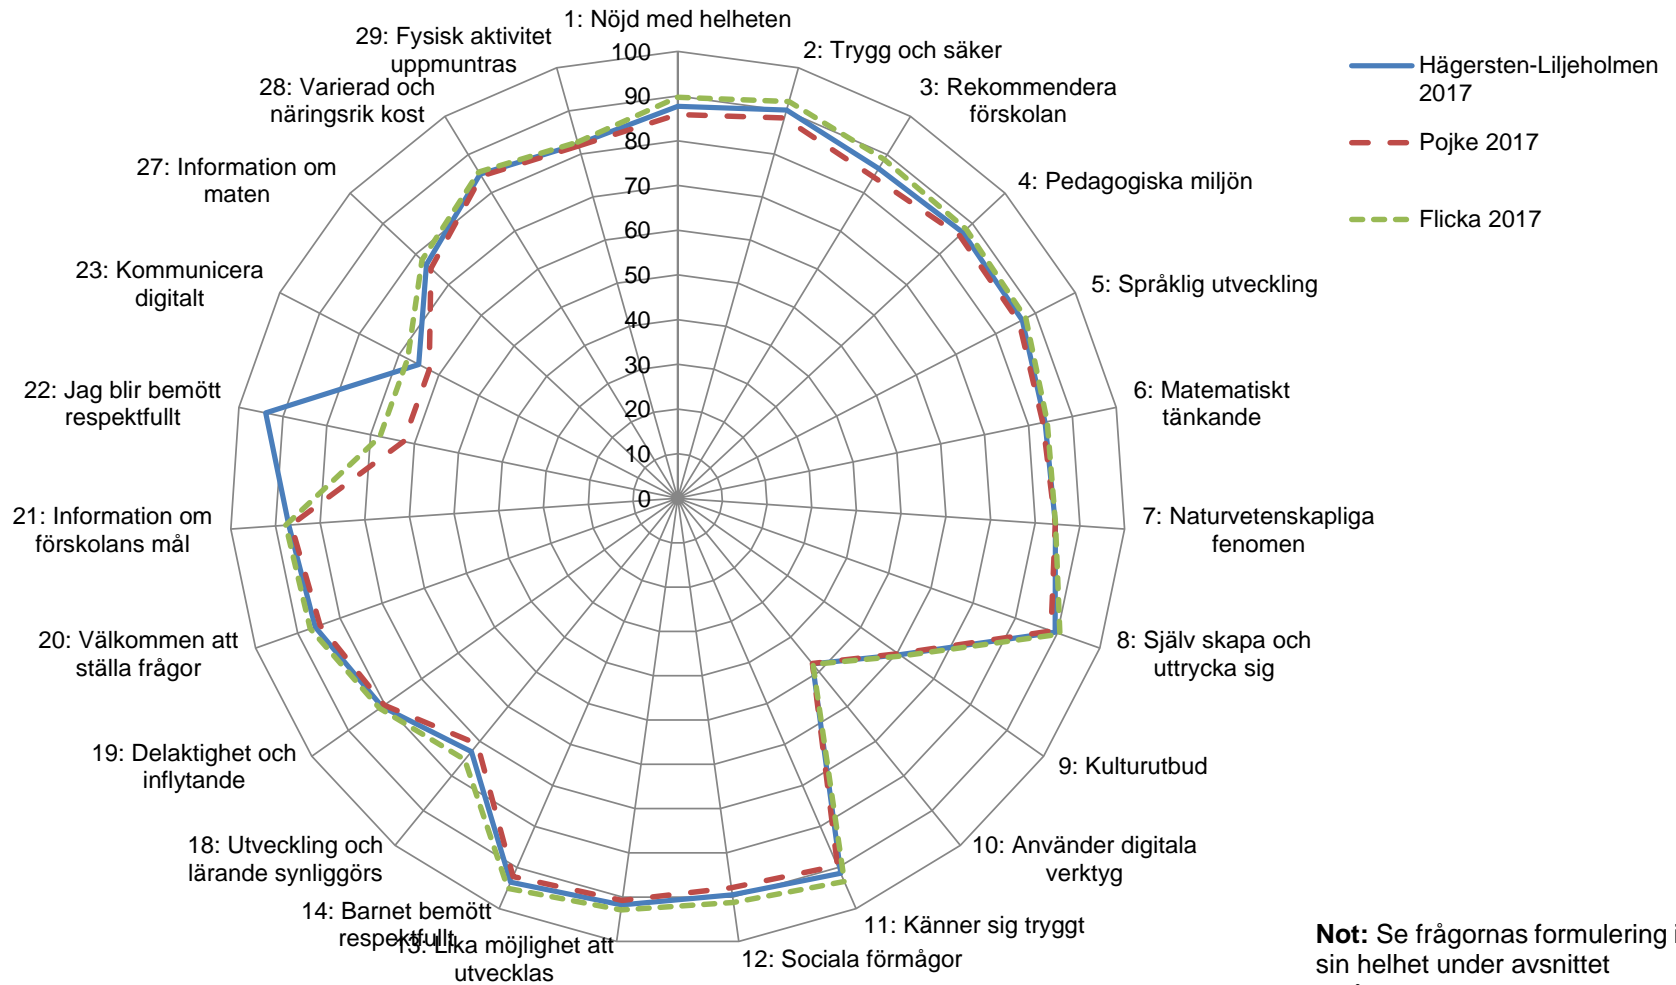 1: Nöjd med helheten
2: Trygg och säker
3: Rekommendera
förskolan
4: Pedagogiska miljön
5: Språklig utveckling
6: Matematiskt
tänkande
7: Naturvetenskapliga
fenomen
8: Själv skapa och
uttrycka sig
9: Kulturutbud
10: Använder digitala
verktyg
11: Känner sig tryggt
12: Sociala förmågor
13: Lika möjlighet att
utvecklas
14: Barnet bemött
respektfullt
18: Utveckling och
lärande synliggörs
19: Delaktighet och
inflytande
20: Välkommen att
ställa frågor
21: Information om
förskolans mål
22: Jag blir bemött
respektfullt
23: Kommunicera
digitalt
27: Information om
maten
28: Varierad och
näringsrik kost
29: Fysisk aktivitet
uppmuntras
100
90
80
70
60
50
40
30
20
10
0
Hägersten-Liljeholmen
2017
Pojke 2017
Flicka 2017
Not: Se frågornas formulering i
sin helhet under avsnittet